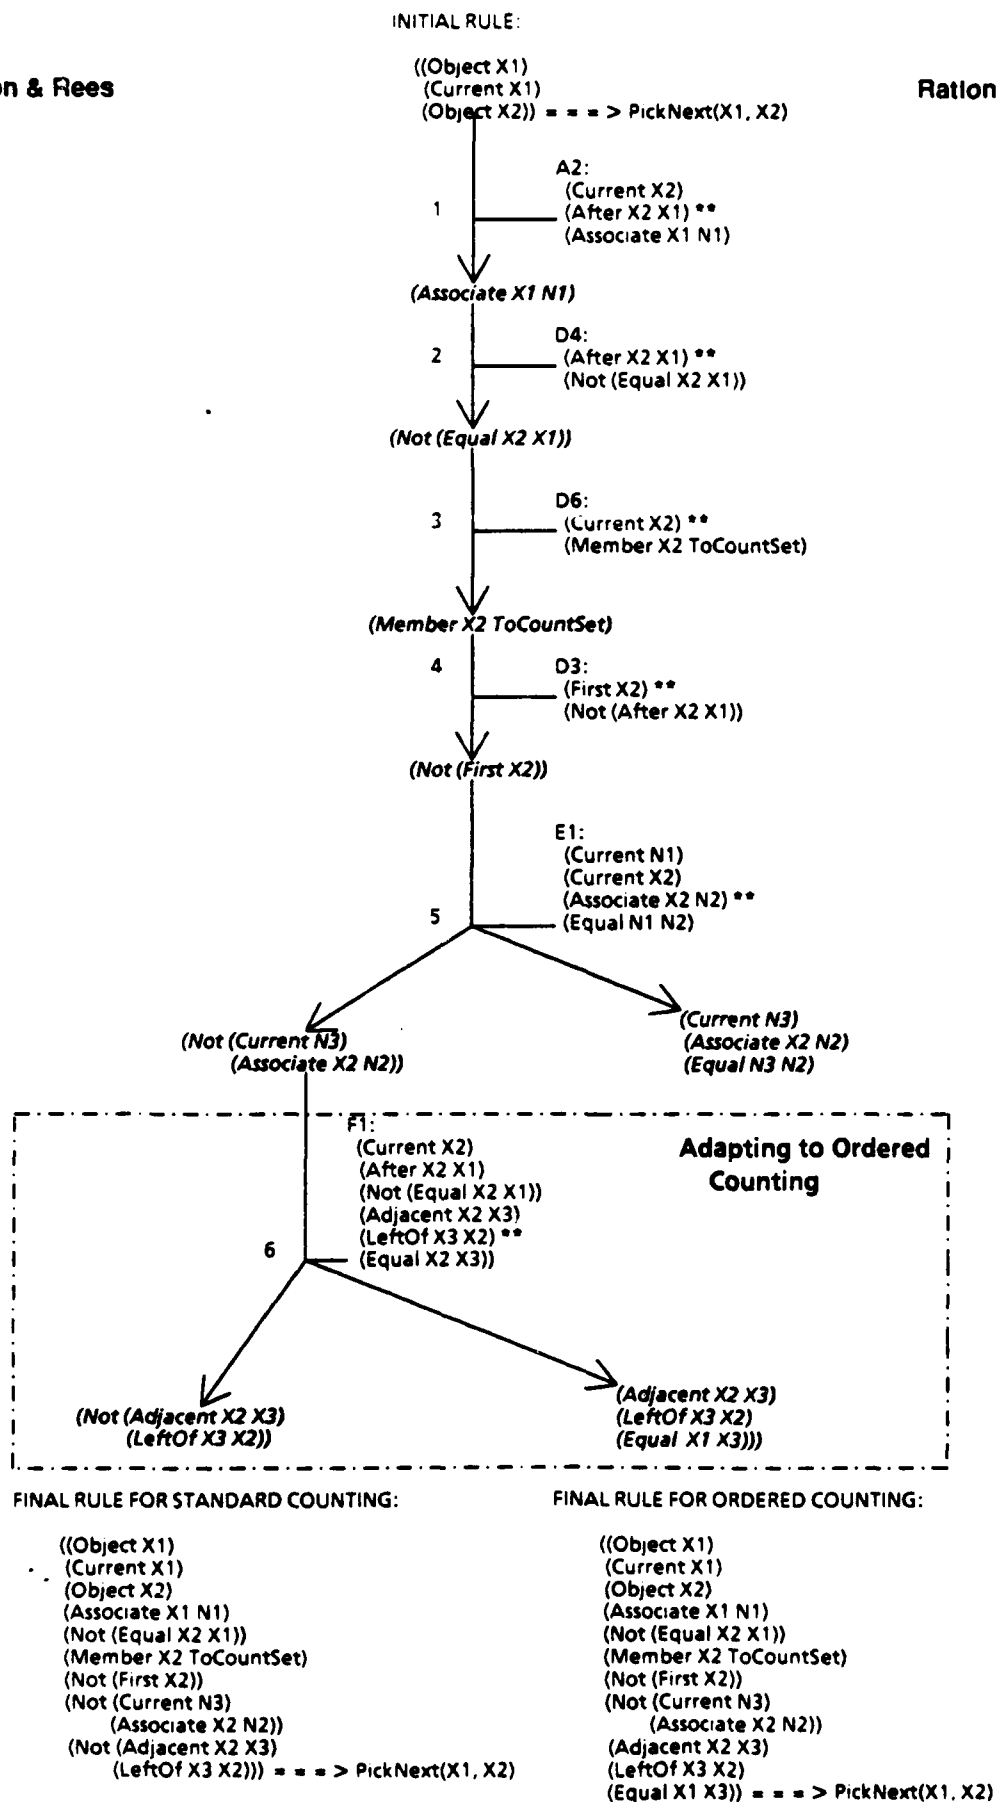 INITIAL RULE:
on & Rees
Ration
((Object X1)
(Current X1)
(Object X2)) = = = > PickNext(X1, X2)
A2:
(Current X2)
1
(After X2 X1) **
(Associate X1 N1)
(Associate X1 N1)
D4:
2
(After X2 X1) **
(Not (Equal X2 X1))
(Not (Equal X2 X1))
D6:
3
(Current X2) **
(Member X2 ToCountSet)
(Member X2 ToCountSet)
4
D3:
(First X2) **
(Not (After X2 X1))
(Not (First X2))
E1:
(Current N1)
(Current X2)
(Associate X2 N2) **
5
(Equal N1 N2)
(Not (Current N3)
(Associate X2 N2))
(Current N3)
(Associate X2 N2)
(Equal N3 N2)
F1:
(Current X2)
(After X2 X1)
(Not (Equal X2 X1))
(Adjacent X2 X3)
(LeftOf X3 X2) **
6
(Equal X2 X3))
Adapting to Ordered
Counting
(Not (Adjacent X2 X3)
(LeftOf X3 X2))
(Adjacent X2 X3)
(LeftOf X3 X2)
(Equal X1 X3)))
FINAL RULE FOR STANDARD COUNTING:
((Object X1)
(Current X1)
(Object X2)
(Associate X1 N1)
(Not (Equal X2 X1))
(Member X2 ToCountSet)
(Not (First X2))
(Not (Current N3)
(Associate X2 N2))
(Not (Adjacent X2 X3)
(LeftOf X3 X2))) = = = > PickNext(X1, X2)
FINAL RULE FOR ORDERED COUNTING:
((Object X1)
(Current X1)
(Object X2)
(Associate X1 N1)
(Not (Equal X2 X1))
(Member X2 ToCountSet)
(Not (First X2))
(Not (Current N3)
(Associate X2 N2))
(Adjacent X2 X3)
(LeftOf X3 X2)
(Equal X1 X3)) = = = > PickNext(X1, X2)